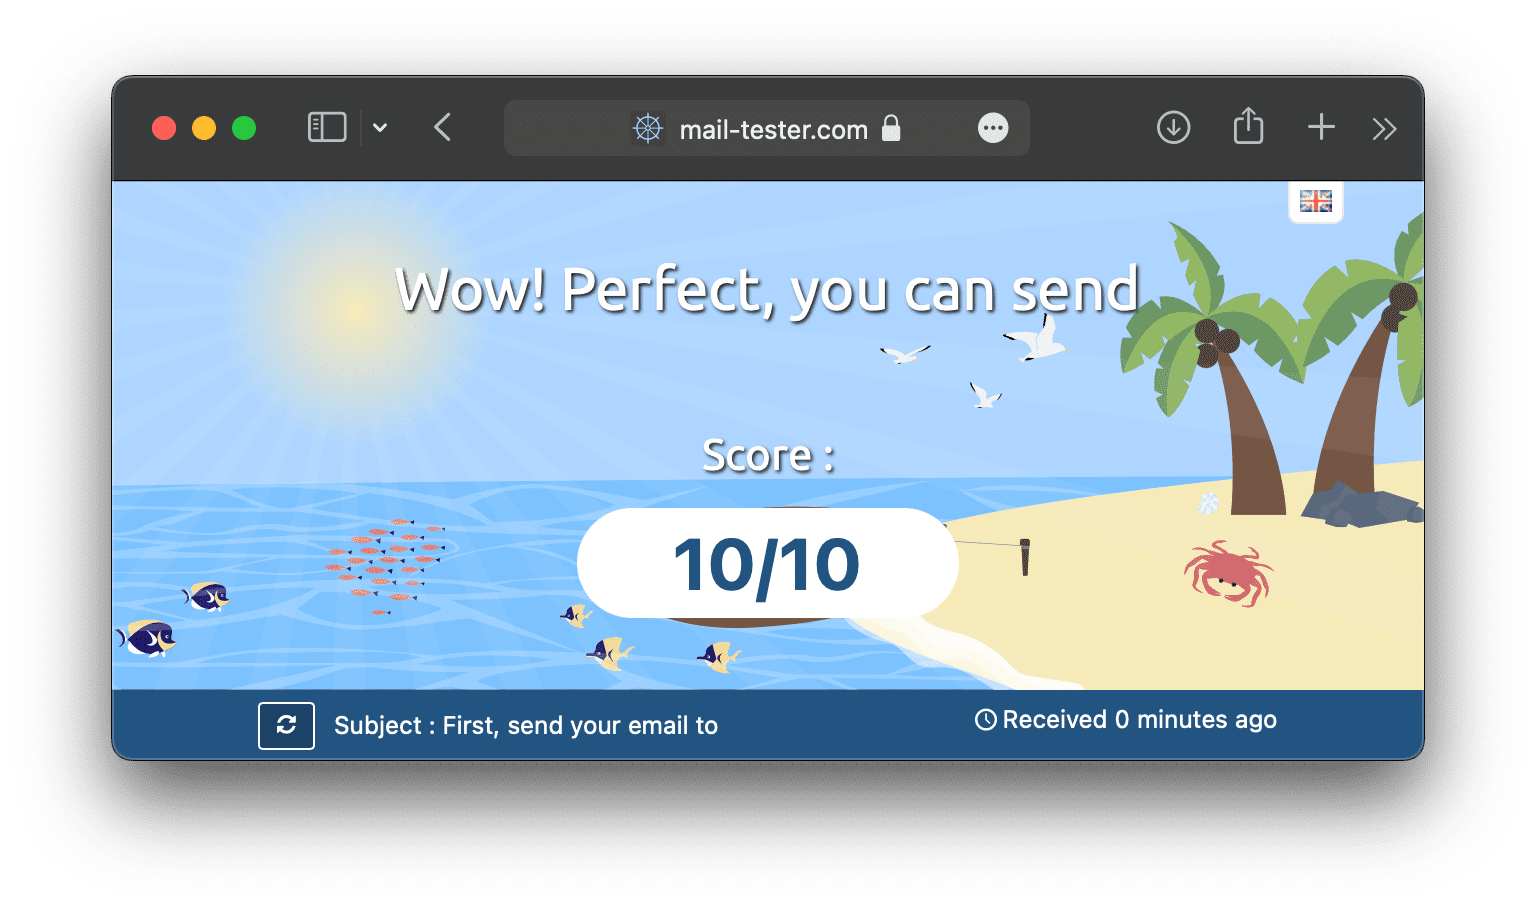 mail-tester.com
Wow! Perfect, you can send
Score :
10/10
Subject : First, send your email to
Received 0 minutes ago